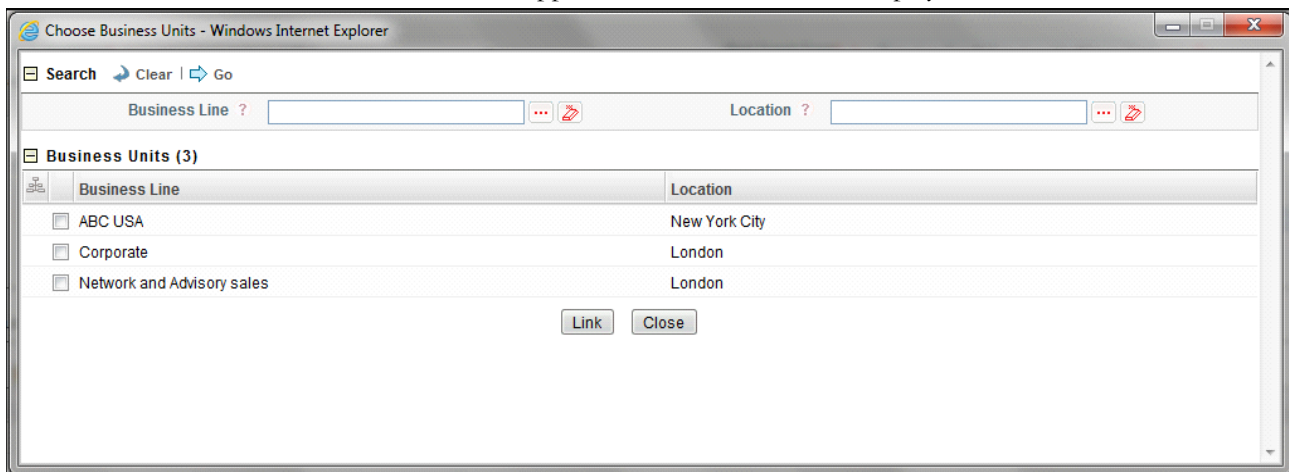 Choose Business Units - Windows Internet Explorer
Search Clear | Go
Business Line ? ... Location ? ...
Business Units (3)
Business Line Location
ABC USA New York City
Corporate London
Network and Advisory sales London
Link Close